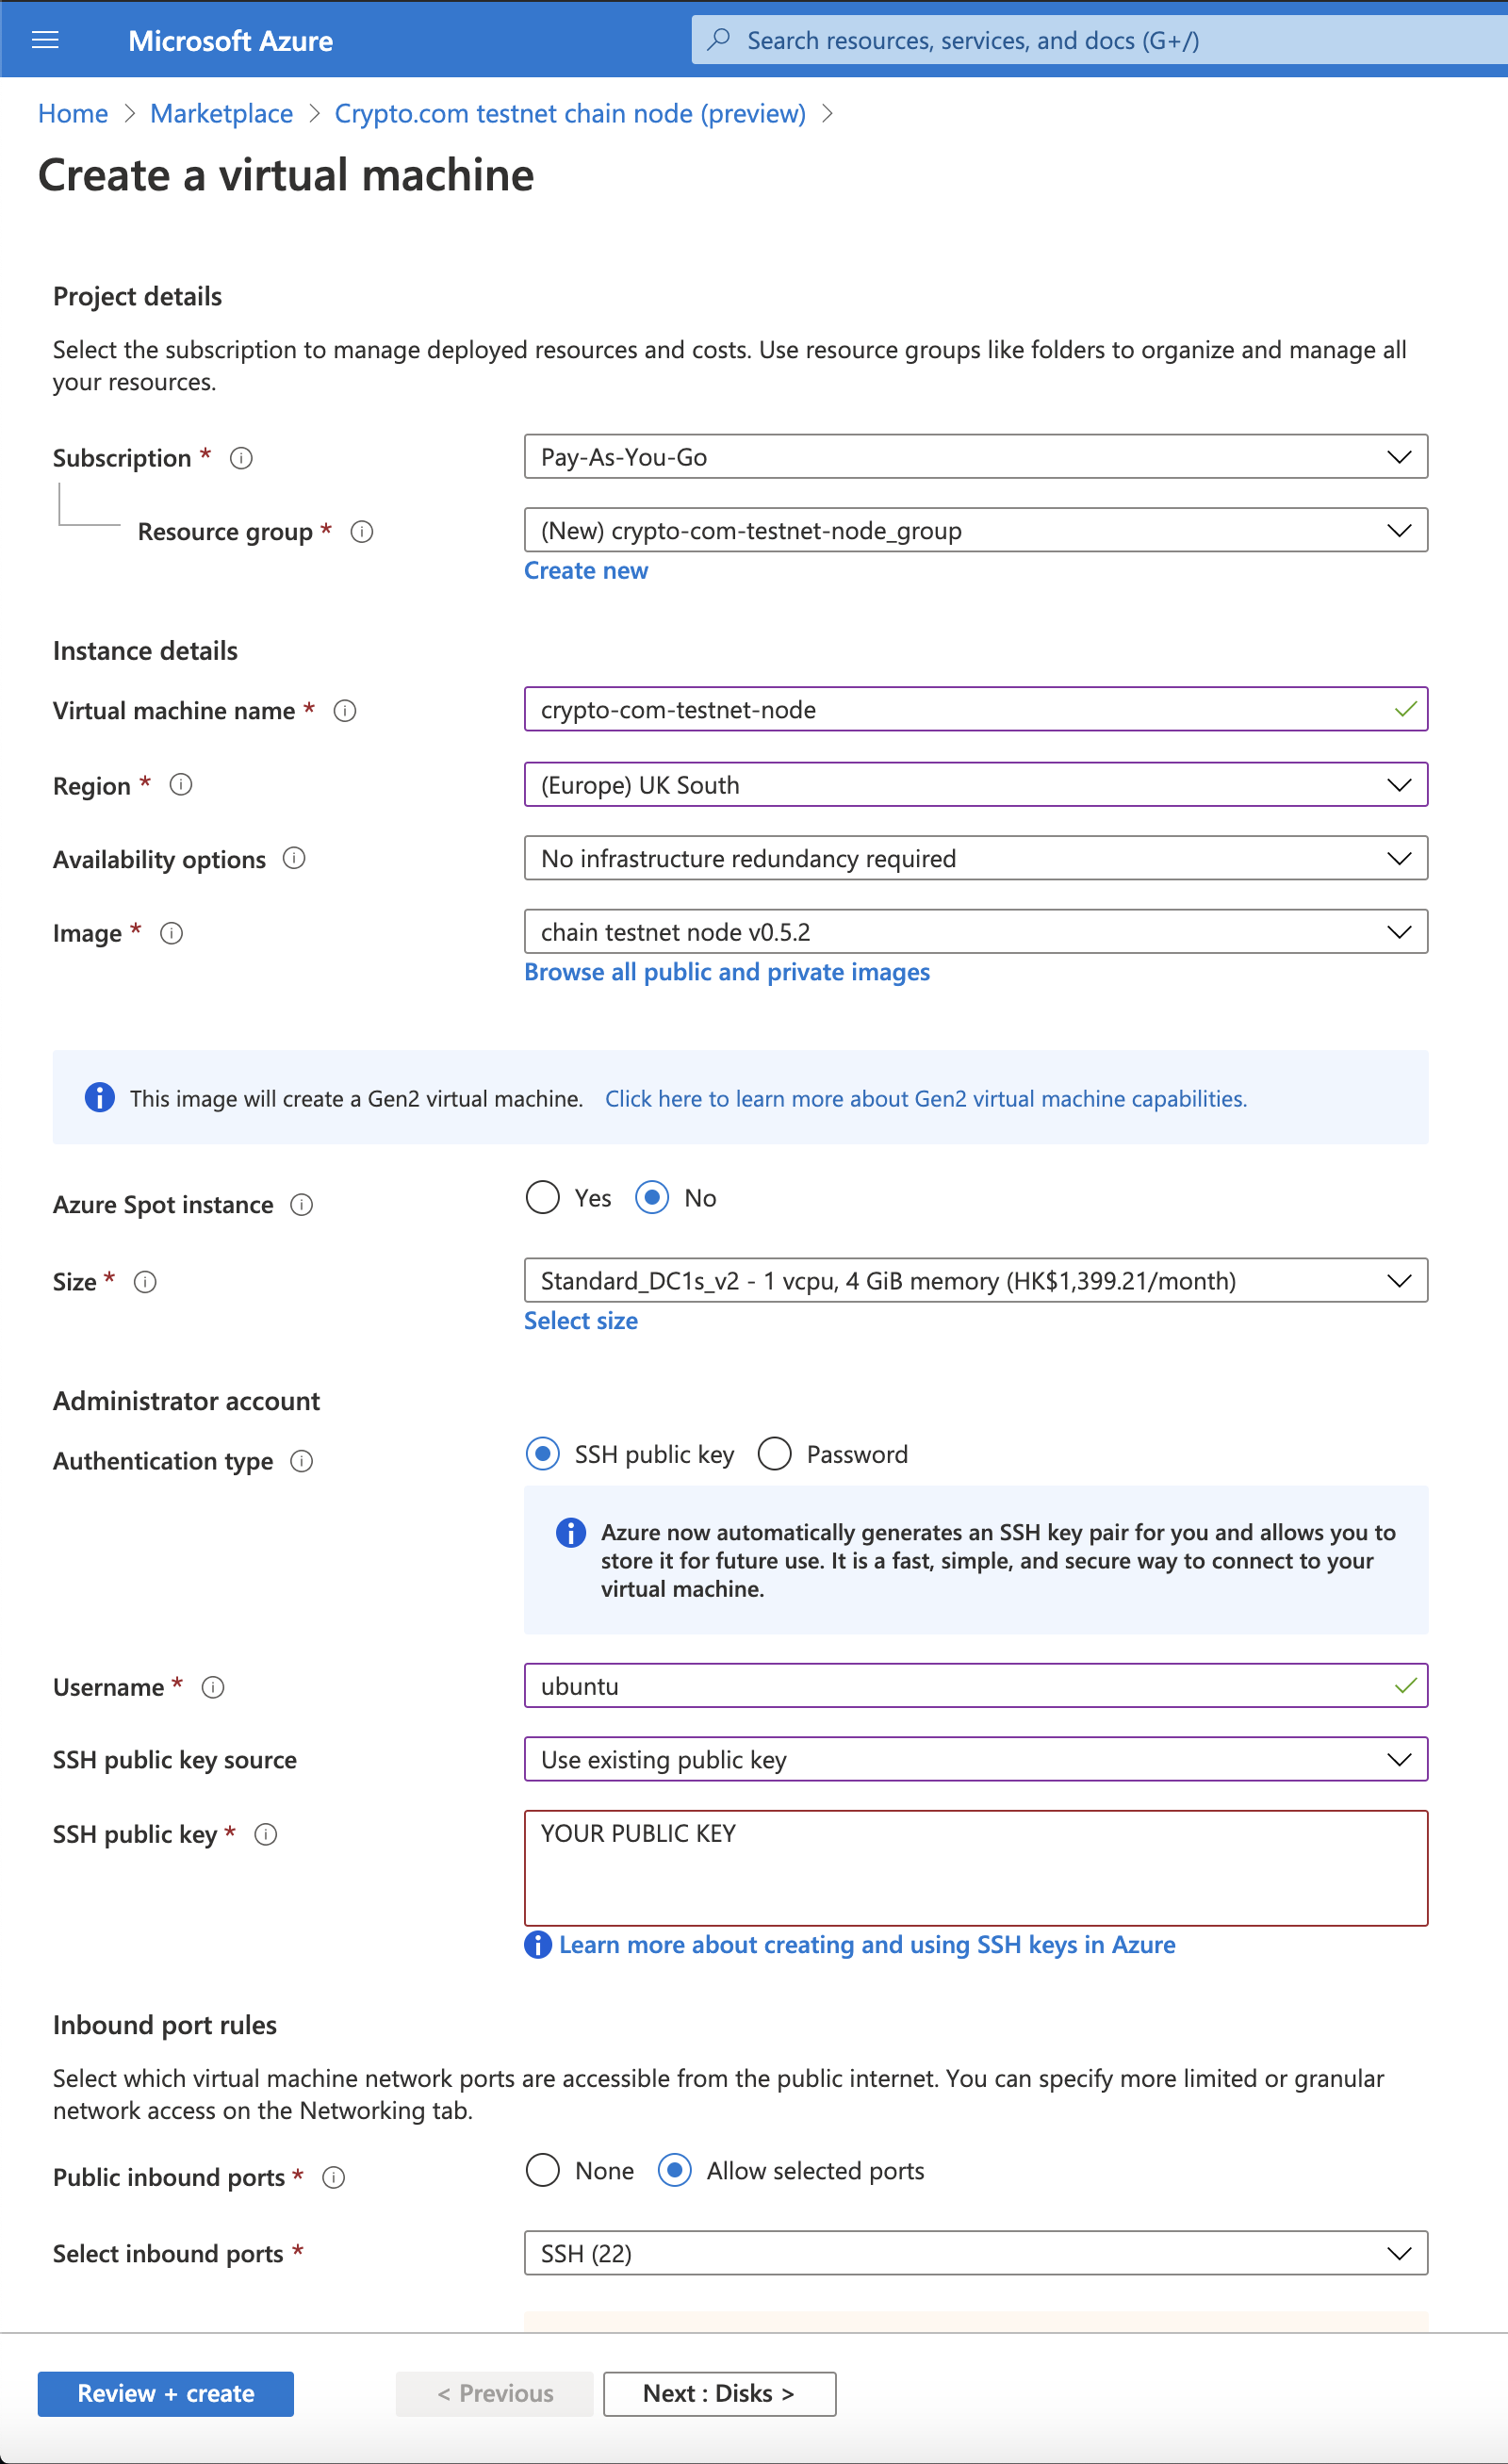 Microsoft Azure
Search resources, services, and docs (G+/)
Home > Marketplace > Crypto.com testnet chain node (preview) >
Create a virtual machine
Project details
Select the subscription to manage deployed resources and costs. Use resource groups like folders to organize and manage all
your resources.
Subscription *
Pay-As-You-Go
Resource group *
(New) crypto-com-testnet-node_group
Create new
Instance details
Virtual machine name *
crypto-com-testnet-node
Region *
(Europe) UK South
Availability options
No infrastructure redundancy required
Image *
chain testnet node v0.5.2
Browse all public and private images
This image will create a Gen2 virtual machine. Click here to learn more about Gen2 virtual machine capabilities.
Azure Spot instance
Yes No
Size *
Standard_DC1s_v2 - 1 vcpu, 4 GiB memory (HK$1,399.21/month)
Select size
Administrator account
Authentication type
SSH public key Password
Azure now automatically generates an SSH key pair for you and allows you to
store it for future use. It is a fast, simple, and secure way to connect to your
virtual machine.
Username *
ubuntu
SSH public key source
Use existing public key
SSH public key *
YOUR PUBLIC KEY
Learn more about creating and using SSH keys in Azure
Inbound port rules
Select which virtual machine network ports are accessible from the public internet. You can specify more limited or granular
network access on the Networking tab.
Public inbound ports *
None Allow selected ports
Select inbound ports *
SSH (22)
Review + create
< Previous
Next : Disks >